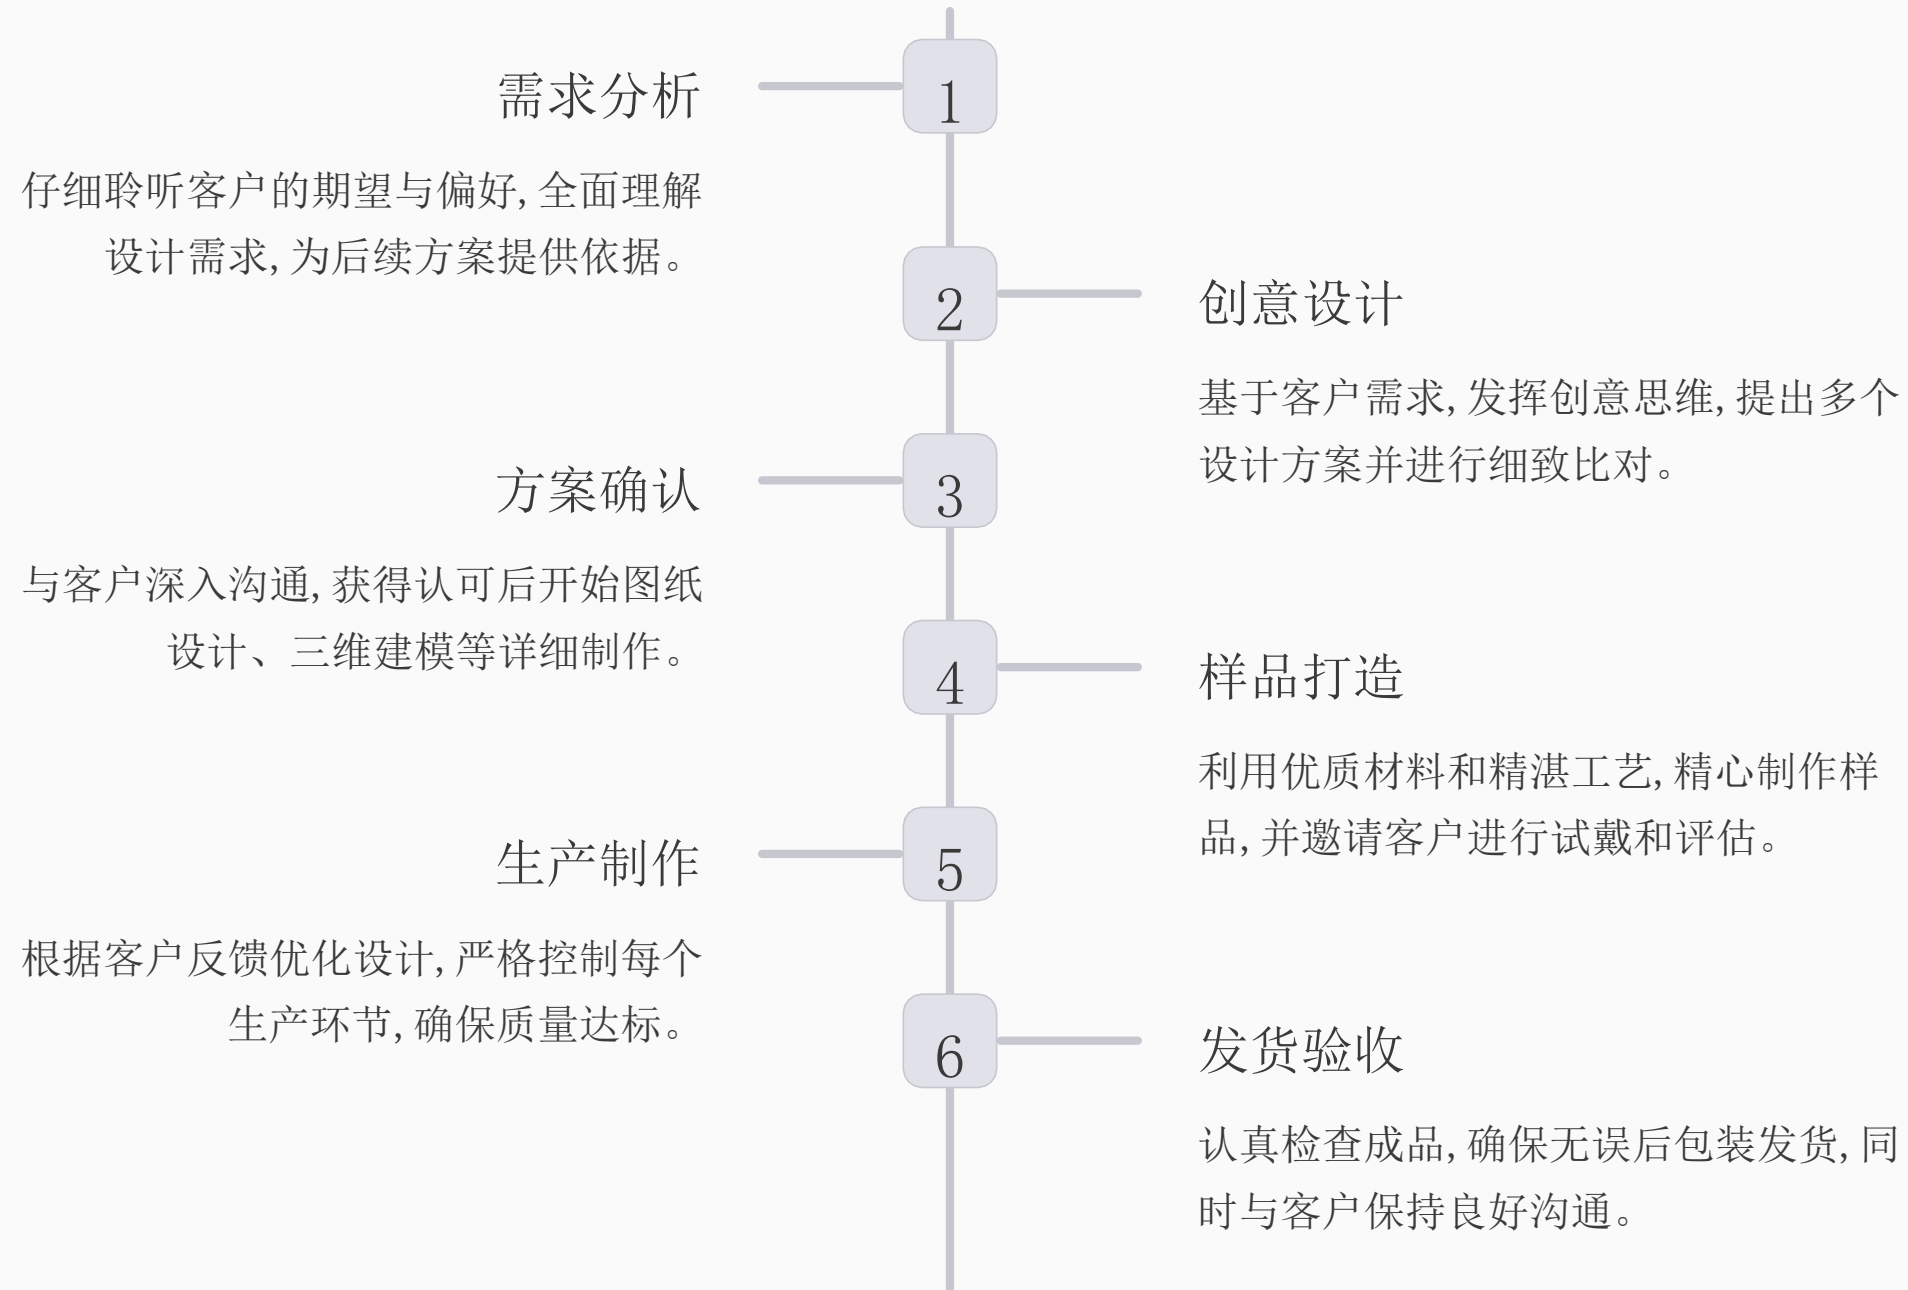 1
需求分析
仔细聆听客户的期望与偏好,全面理解
设计需求,为后续方案提供依据。
2
创意设计
基于客户需求,发挥创意思维,提出多个
设计方案并进行细致比对。
3
方案确认
与客户深入沟通,获得认可后开始图纸
设计、三维建模等详细制作。
4
样品打造
利用优质材料和精湛工艺,精心制作样
品,并邀请客户进行试戴和评估。
5
生产制作
根据客户反馈优化设计,严格控制每个
生产环节,确保质量达标。
6
发货验收
认真检查成品,确保无误后包装发货,同
时与客户保持良好沟通。